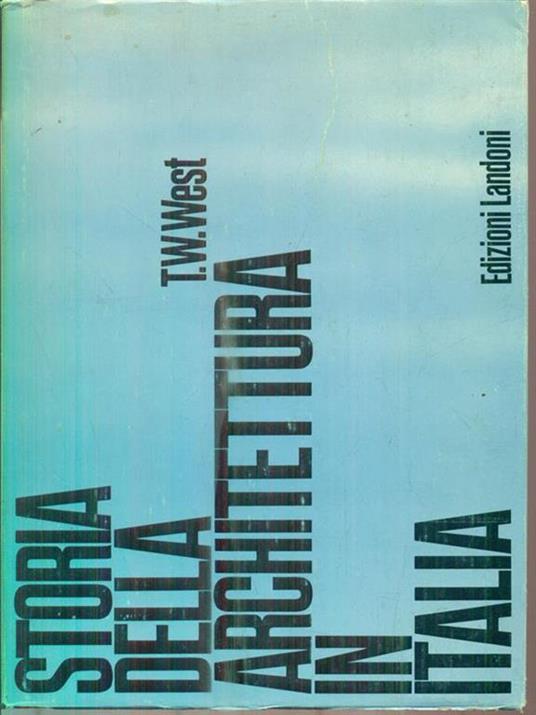 STORIA
DELLA
T.W.West
ARCHITETTURA
IN
ITALIA
Edizioni Landoni